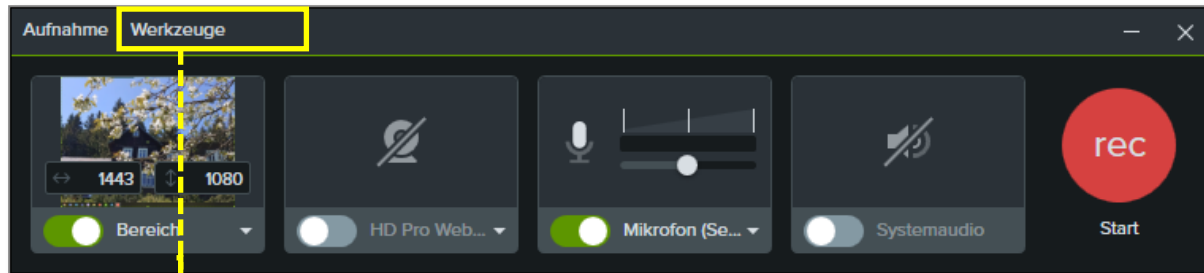 Aufnahme Werkzeuge
1443 1080
rec
Bereich
HD Pro Web...
Mikrofon (Se...
Systemaudio
Start